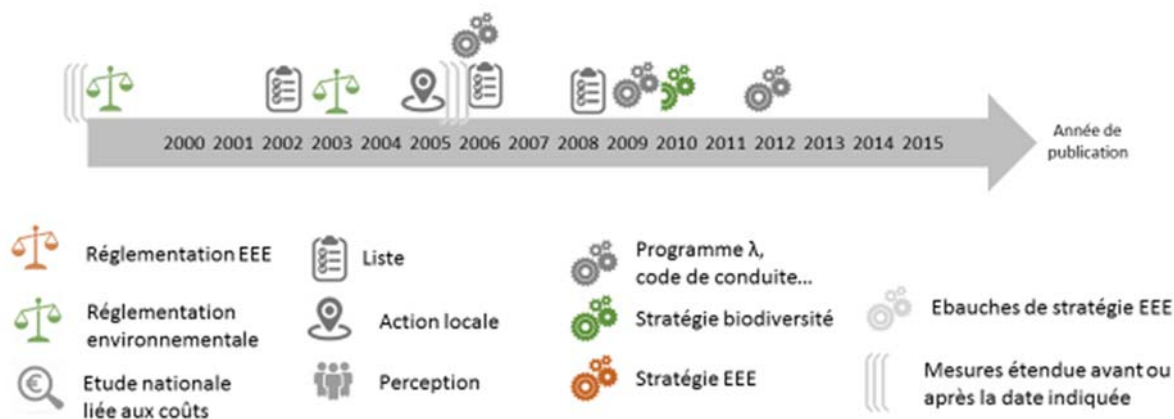 2000 2001 2002 2003 2004 2005 2006 2007 2008 2009 2010 2011 2012 2013 2014 2015
Année de
publication
Réglementation EEE
Réglementation
environnementale
Etude nationale
liée aux coûts
Liste
Action locale
Perception
Programme λ,
code de conduite...
Stratégie biodiversité
Stratégie EEE
Ebauches de stratégie EEE
Mesures étendue avant ou
après la date indiquée